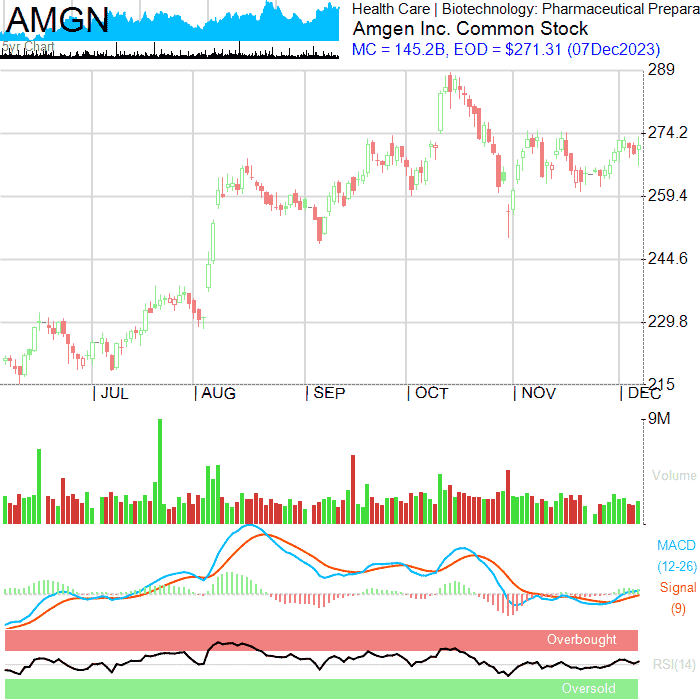 AMGN
5yr Chart
Health Care | Biotechnology: Pharmaceutical Prepara
Amgen Inc. Common Stock
MC = 145.2B, EOD = $271.31 (07Dec2023)
289
274.2
259.4
244.6
229.8
215
JUL
AUG
SEP
OCT
NOV
DEC
9M
Volume
MACD
(12-26)
Signal
(9)
Overbought
RSI(14)
Oversold